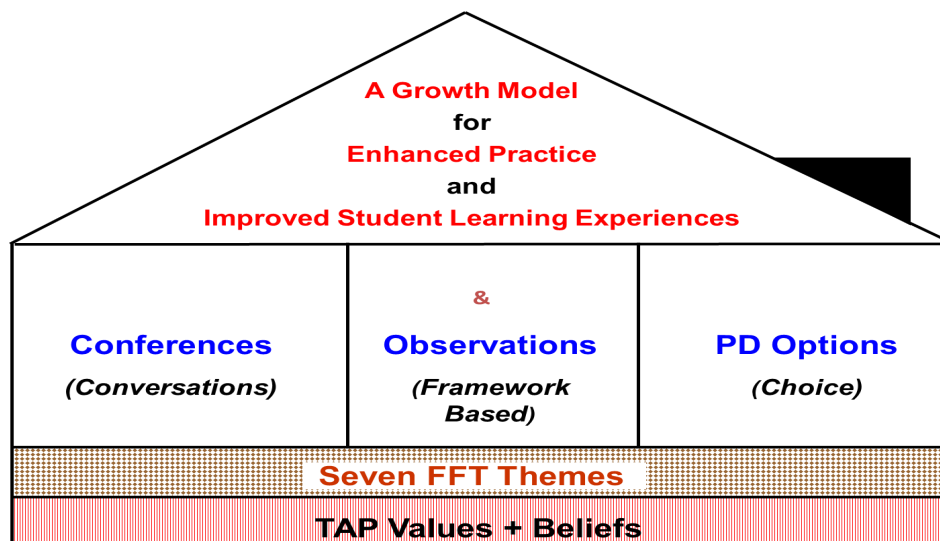 A Growth Model
for
Enhanced Practice
and
Improved Student Learning Experiences
&
Conferences
(Conversations)
Observations
(Framework
Based)
PD Options
(Choice)
Seven FFT Themes
TAP Values + Beliefs